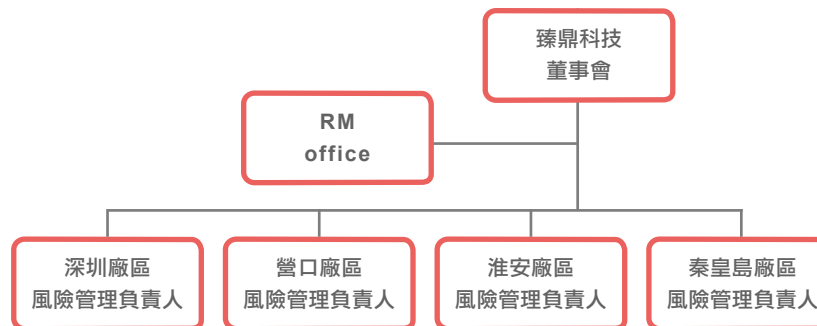 臻鼎科技
董事會
RM
office
深圳廠區
風險管理負責人
營口廠區
風險管理負責人
淮安廠區
風險管理負責人
秦皇島廠區
風險管理負責人